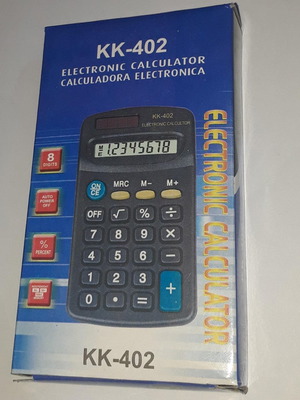 KK-402
ELECTRONIC CALCULATOR
CALCULADORA ELECTRONICA
KK-402
ELECTRONIC CALCULATOR
12345678
8
DIGITS
ON
CE
MRC M- M+
AUTO
POWER
OFF
OFF √ % ÷
7 8 9 ×
%
PERCENT
4 5 6 −
1 2 3 +
0 • =
ELECTRONIC CALCULATOR
KK-402